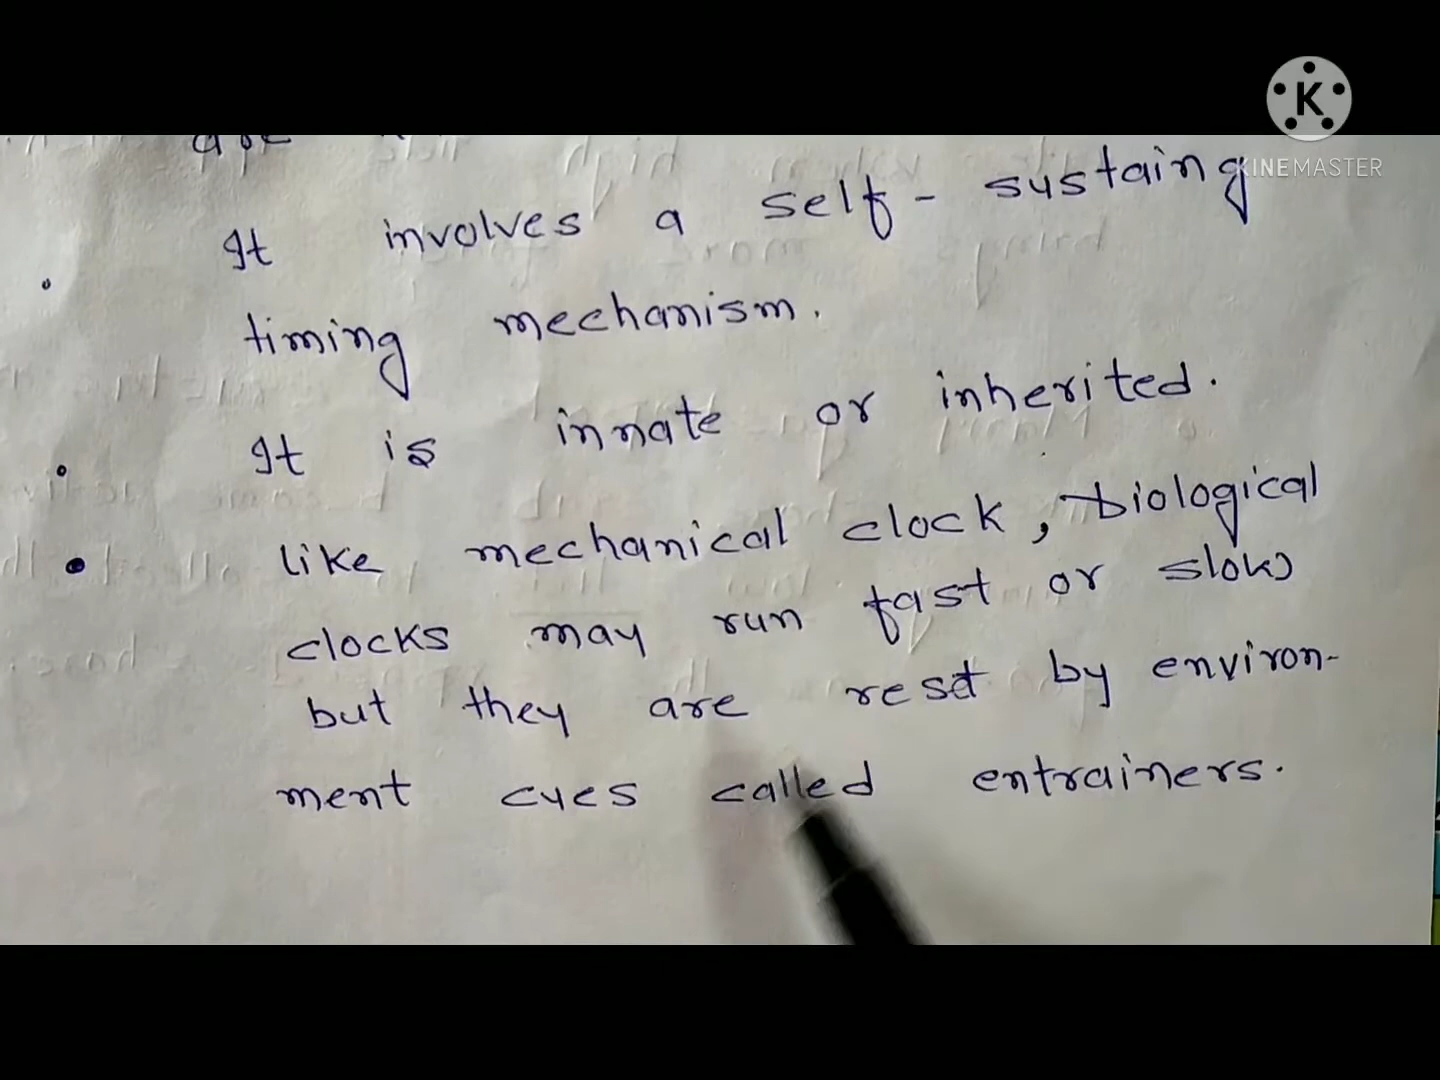 KINEMASTER
It involves a self - sustaing
timing mechanism.
It is innate or inherited.
like mechanical clock, biological
clocks may run fast or slow
but they are reset by environ-
ment cues called entrainers.